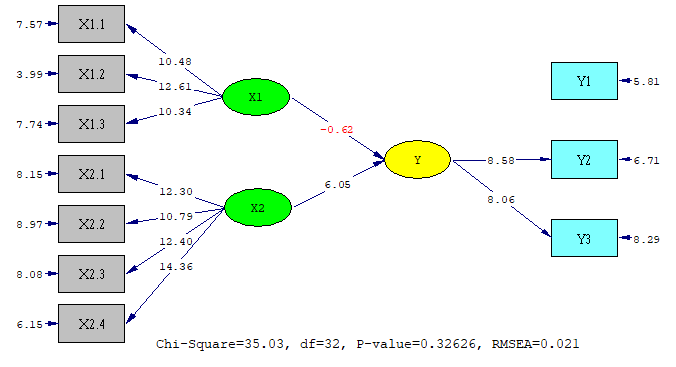 7.57 X1.1
3.99 X1.2
7.74 X1.3
8.15 X2.1
8.97 X2.2
8.08 X2.3
6.15 X2.4
10.48
12.61
10.34
12.30
10.79
12.40
14.36
X1
X2
-0.62
6.05
Y
8.58
8.06
Y1 5.81
Y2 6.71
Y3 8.29
Chi-Square=35.03, df=32, P-value=0.32626, RMSEA=0.021